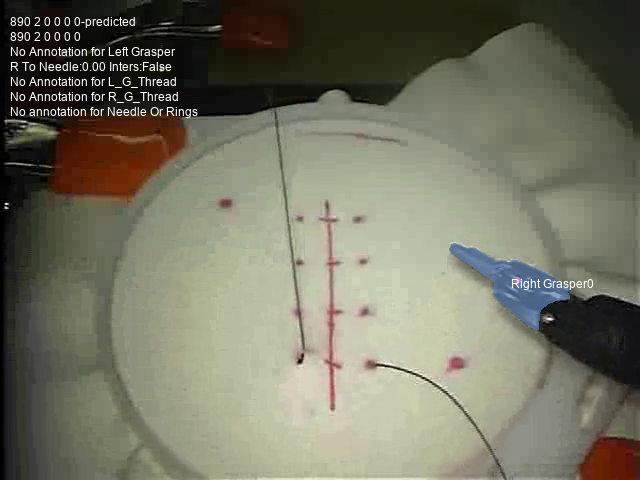 890 2 0 0 0 0-predicted
890 2 0 0 0 0
No Annotation for Left Grasper
R To Needle:0.00 Inters:False
No Annotation for L_G_Thread
No Annotation for R_G_Thread
No annotation for Needle Or Rings
Right Grasper0